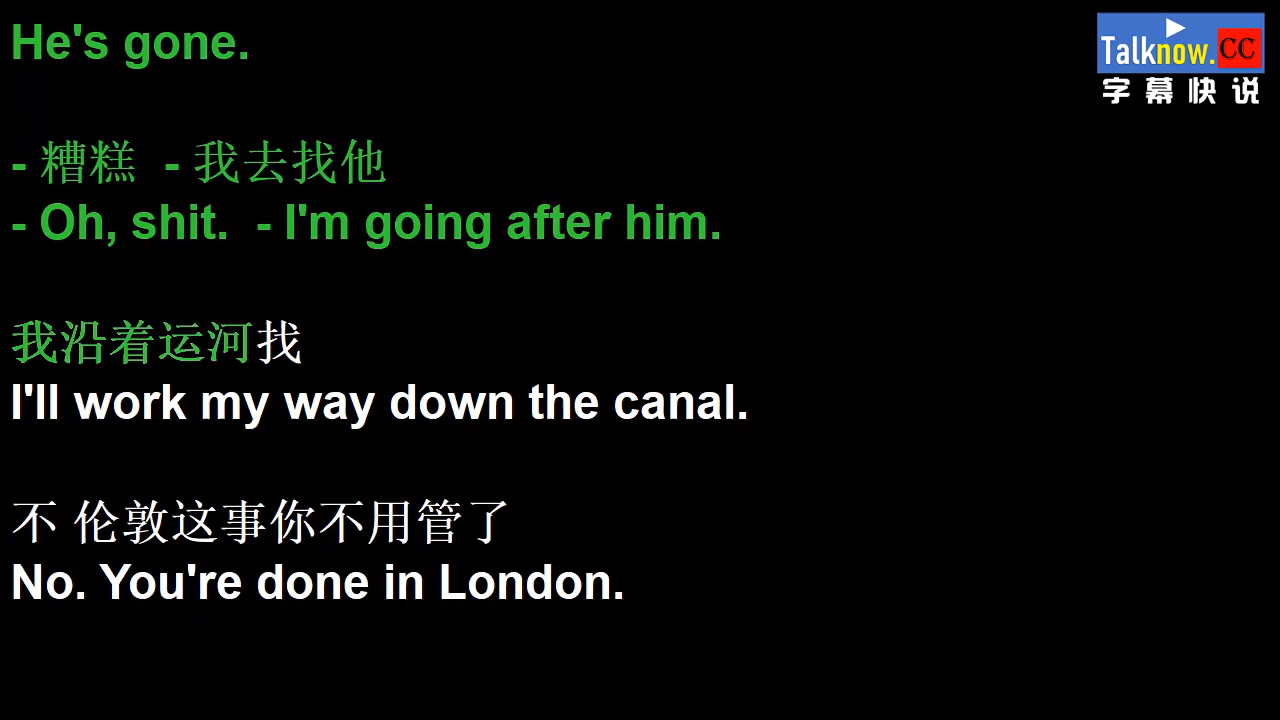 He's gone.
Talknow.CC
字幕快说
- 糟糕  - 我去找他
- Oh, shit.  - I'm going after him.
我沿着运河找
I'll work my way down the canal.
不 伦敦这事你不用管了
No. You're done in London.